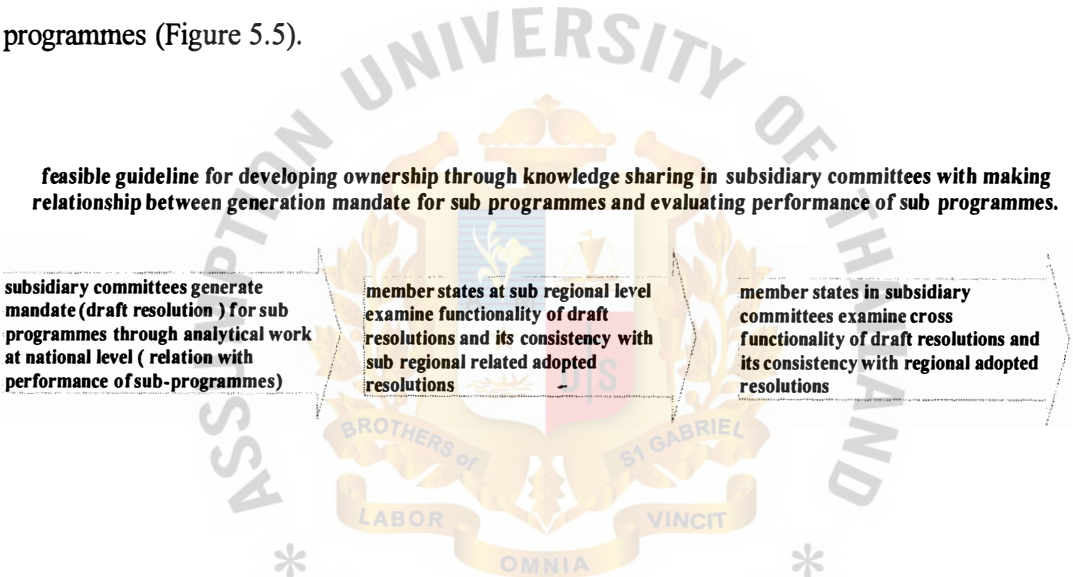 programmes (Figure 5.5).
feasible guideline for developing ownership through knowledge sharing in subsidiary committees with making
relationship between generation mandate for sub programmes and evaluating performance of sub programmes.
subsidiary committees generate
mandate (draft resolution ) for sub
programmes through analytical work
at national level ( relation with
performance of sub-programmes)
member states at sub regional level
examine functionality of draft
resolutions and its consistency with
sub regional related adopted
resolutions
member states in subsidiary
committees examine cross
functionality of draft resolutions and
its consistency with regional adopted
resolutions
ASSUMPTION UNIVERSITY OF THAILAND
BROTHERS of ST GABRIEL
LABOR
VINCIT
OMNIA